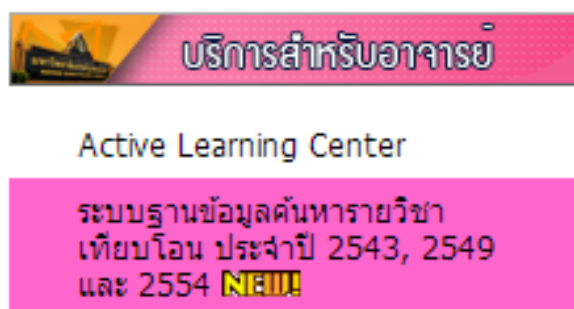 บริการสำหรับอาจารย์
Active Learning Center
ระบบฐานข้อมูลค้นหารายวิชา
เทียบโอน ประจำปี 2543, 2549
และ 2554 NEW!